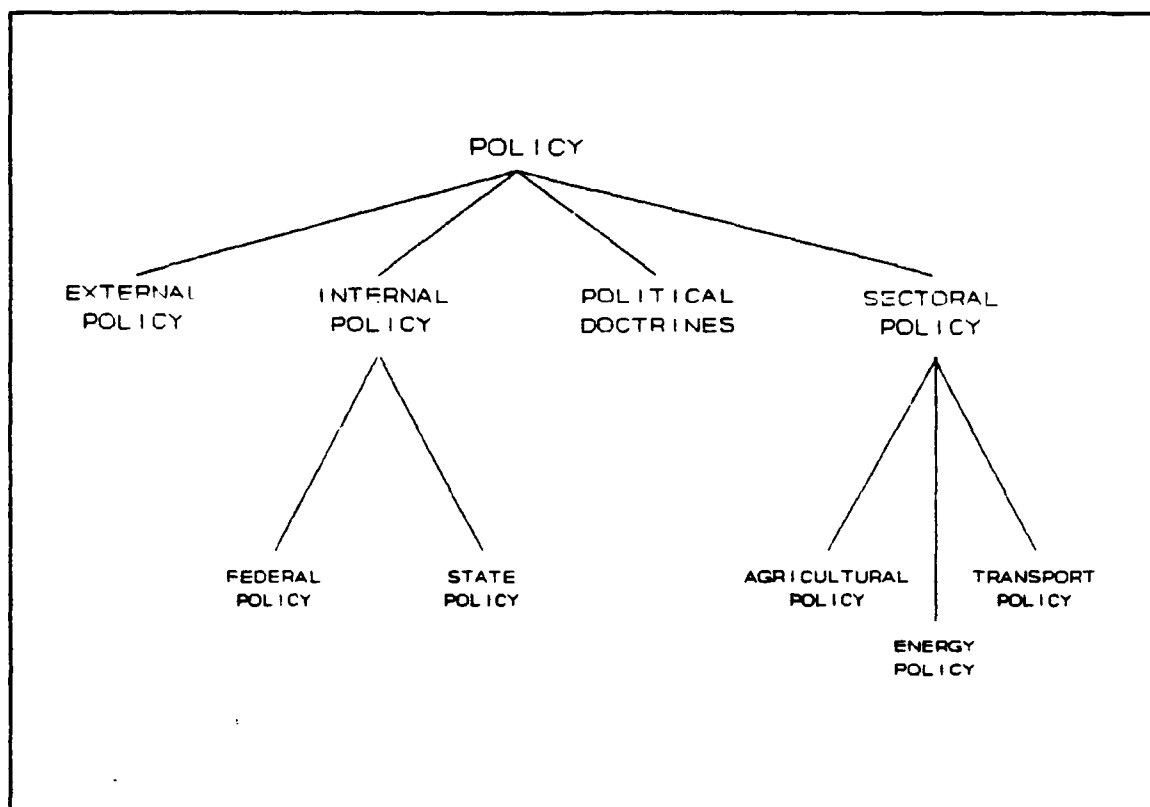 POLICY
EXTERNAL
POLICY
INTERNAL
POLICY
POLITICAL
DOCTRINES
SECTORAL
POLICY
FEDERAL
POLICY
STATE
POLICY
AGRICULTURAL
POLICY
TRANSPORT
POLICY
ENERGY
POLICY